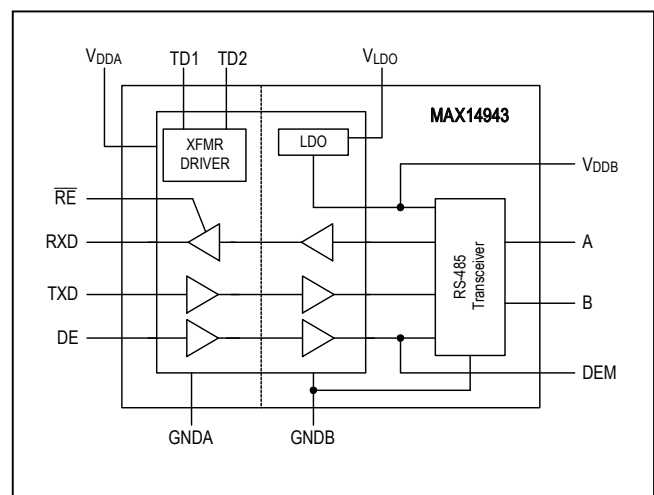 VDDA
TD1
TD2
VLDO
MAX14943
XFMR
DRIVER
LDO
VDDB
RE
RXD
A
RS-485
Transceiver
TXD
B
DE
DEM
GNDA
GNDB